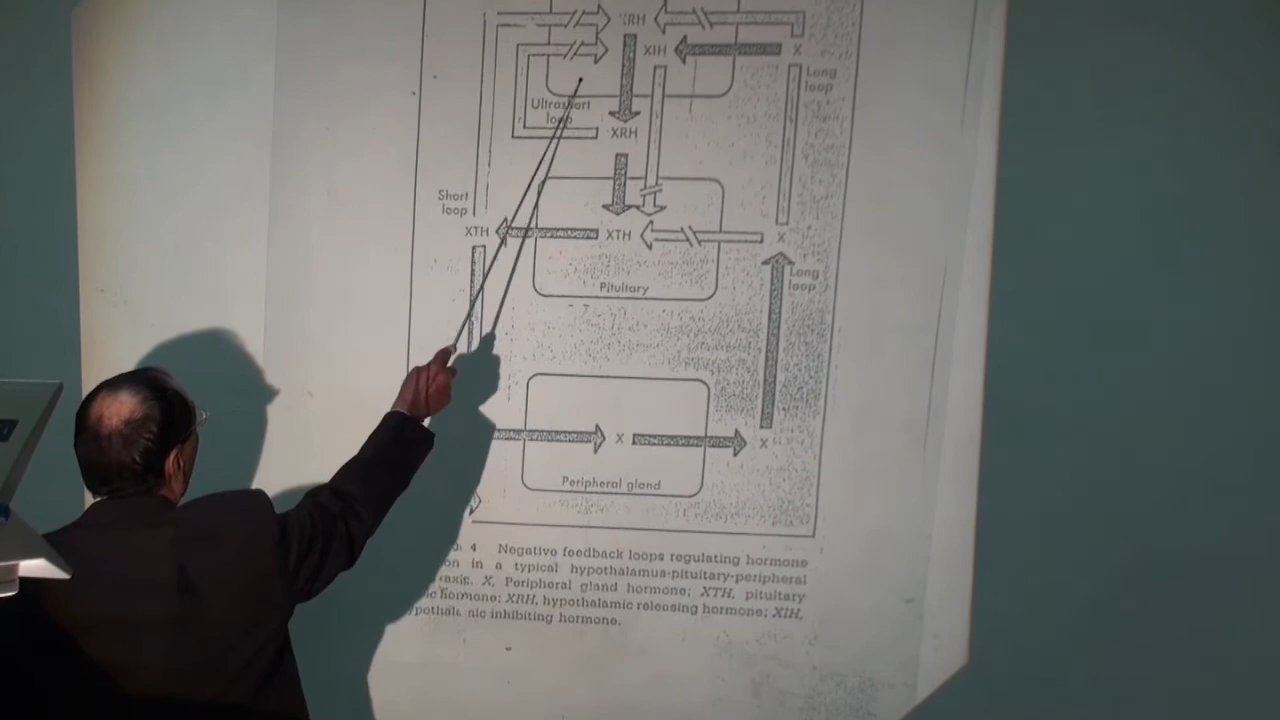 XRH
XIH
X
Long
loop
Ultrashort
loop
XRH
Short
loop
XTH
XTH
X
Long
loop
Pituitary
X
X
Peripheral gland
4 Negative feedback loops regulating hormone
in a typical hypothalamus-pituitary-peripheral
axis. X, Peripheral gland hormone; XTH, pituitary
hormone; XRH, hypothalamic releasing hormone; XIH,
inhibiting hormone.